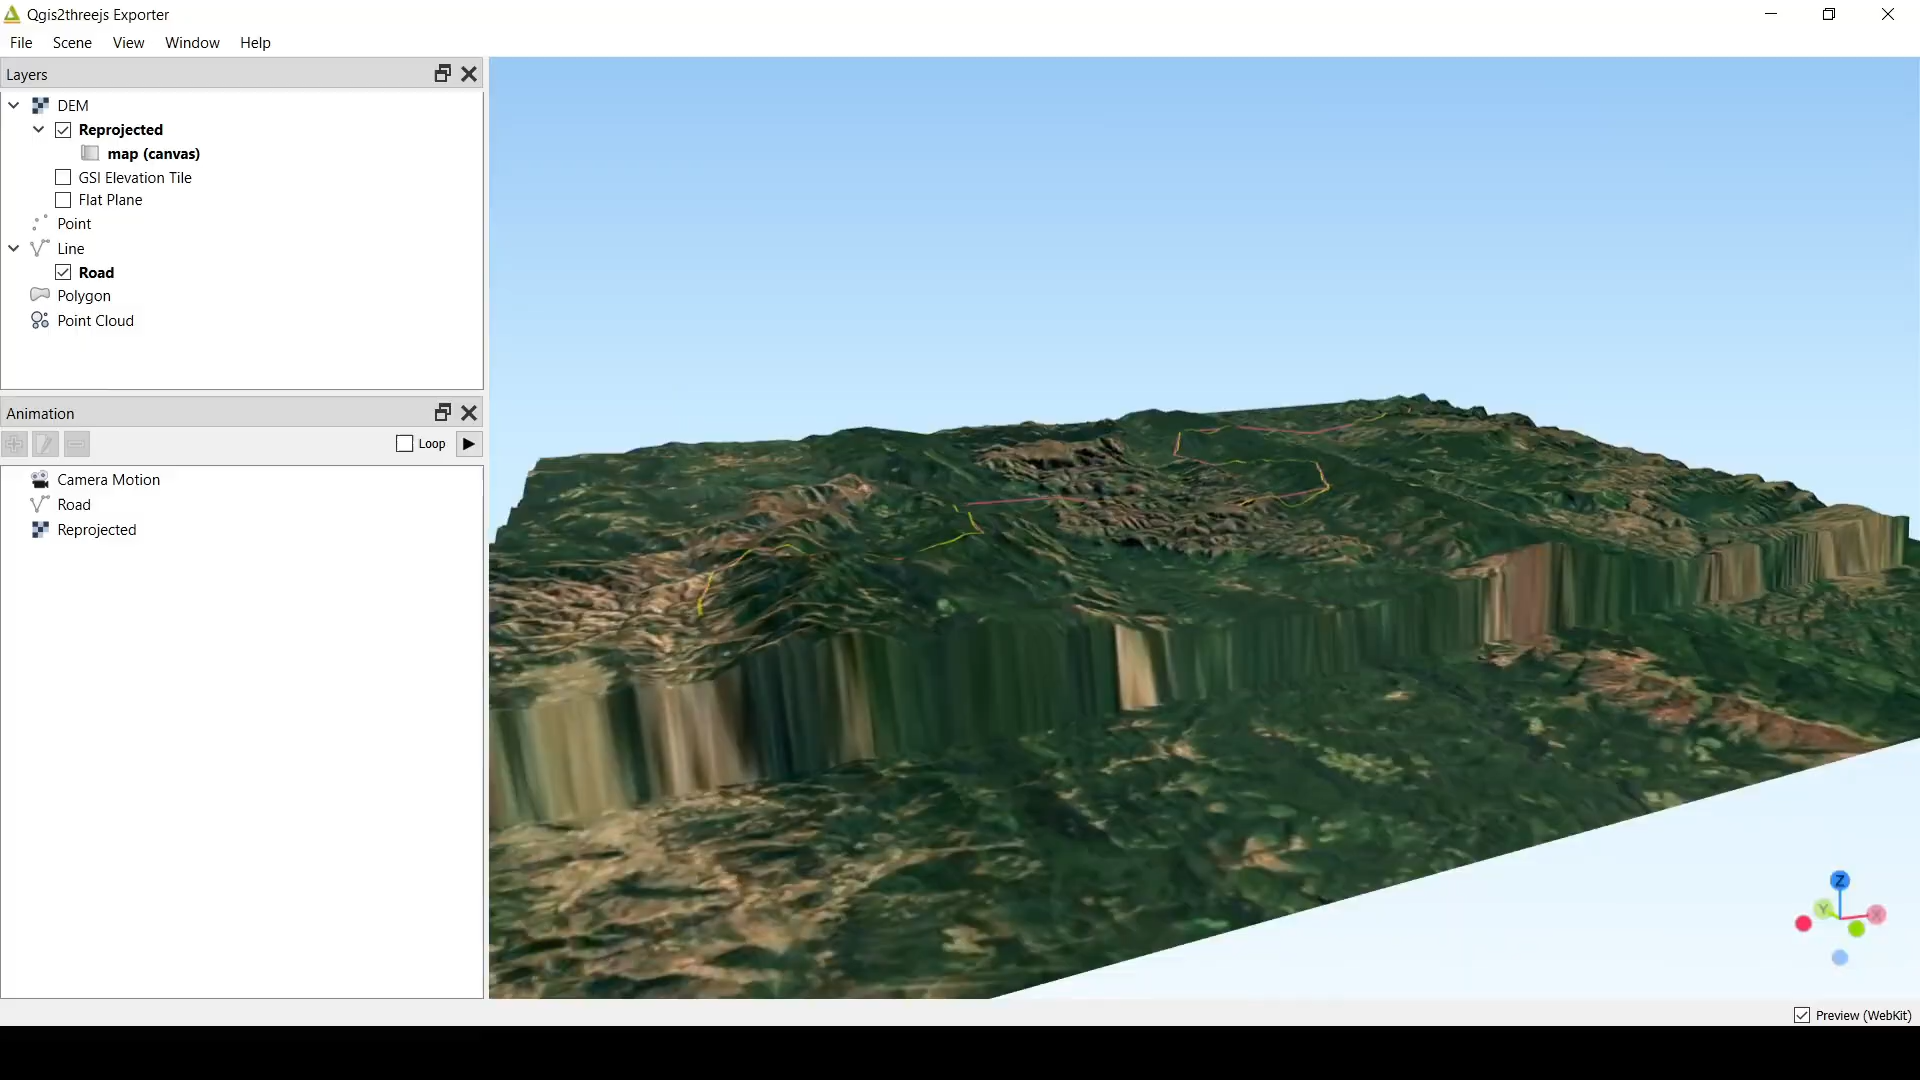 Qgis2threejs Exporter
File Scene View Window Help
Layers
DEM
Reprojected
map (canvas)
GSI Elevation Tile
Flat Plane
Point
Line
Road
Polygon
Point Cloud
Animation
Loop
Camera Motion
Road
Reprojected
Z
Y
X
Preview (WebKit)